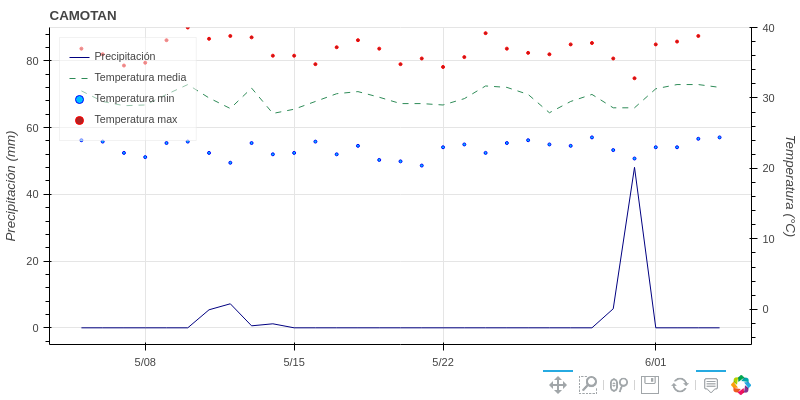 CAMOTAN
Precipitación
Temperatura media
Temperatura min
Temperatura max
Precipitación (mm)
80
60
40
20
0
Temperatura (°C)
40
30
20
10
0
5/08
5/15
5/22
6/01